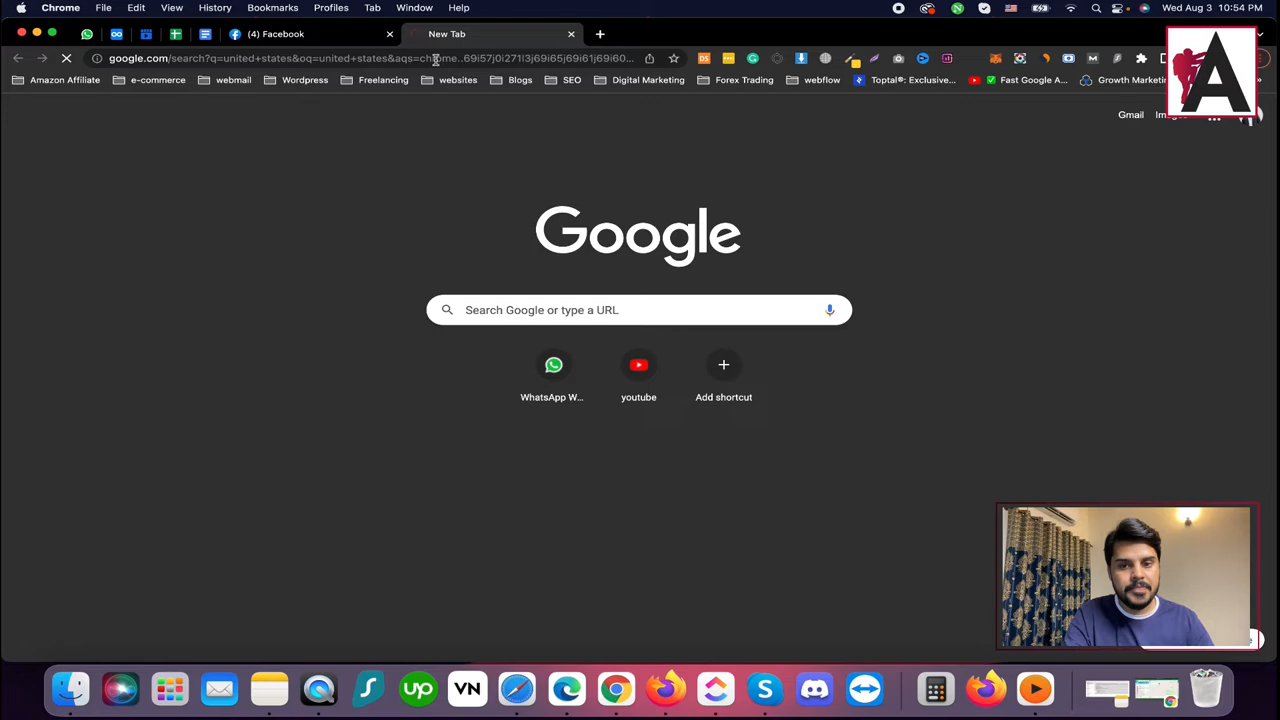 Chrome File Edit View History Bookmarks Profiles Tab Window Help Wed Aug 3 10:54 PM
(4) Facebook New Tab
google.com/search?q=united+states&oq=united+states&aqs=chrome..69i57j0i271l3j69i65j69i61j69i60...
Amazon Affiliate e-commerce webmail Wordpress Freelancing websites Blogs SEO Digital Marketing Forex Trading webflow Toptal®: Exclusive... Fast Google A... Growth Marketin
A
Gmail
Google
Search Google or type a URL
WhatsApp W... youtube Add shortcut
up VN